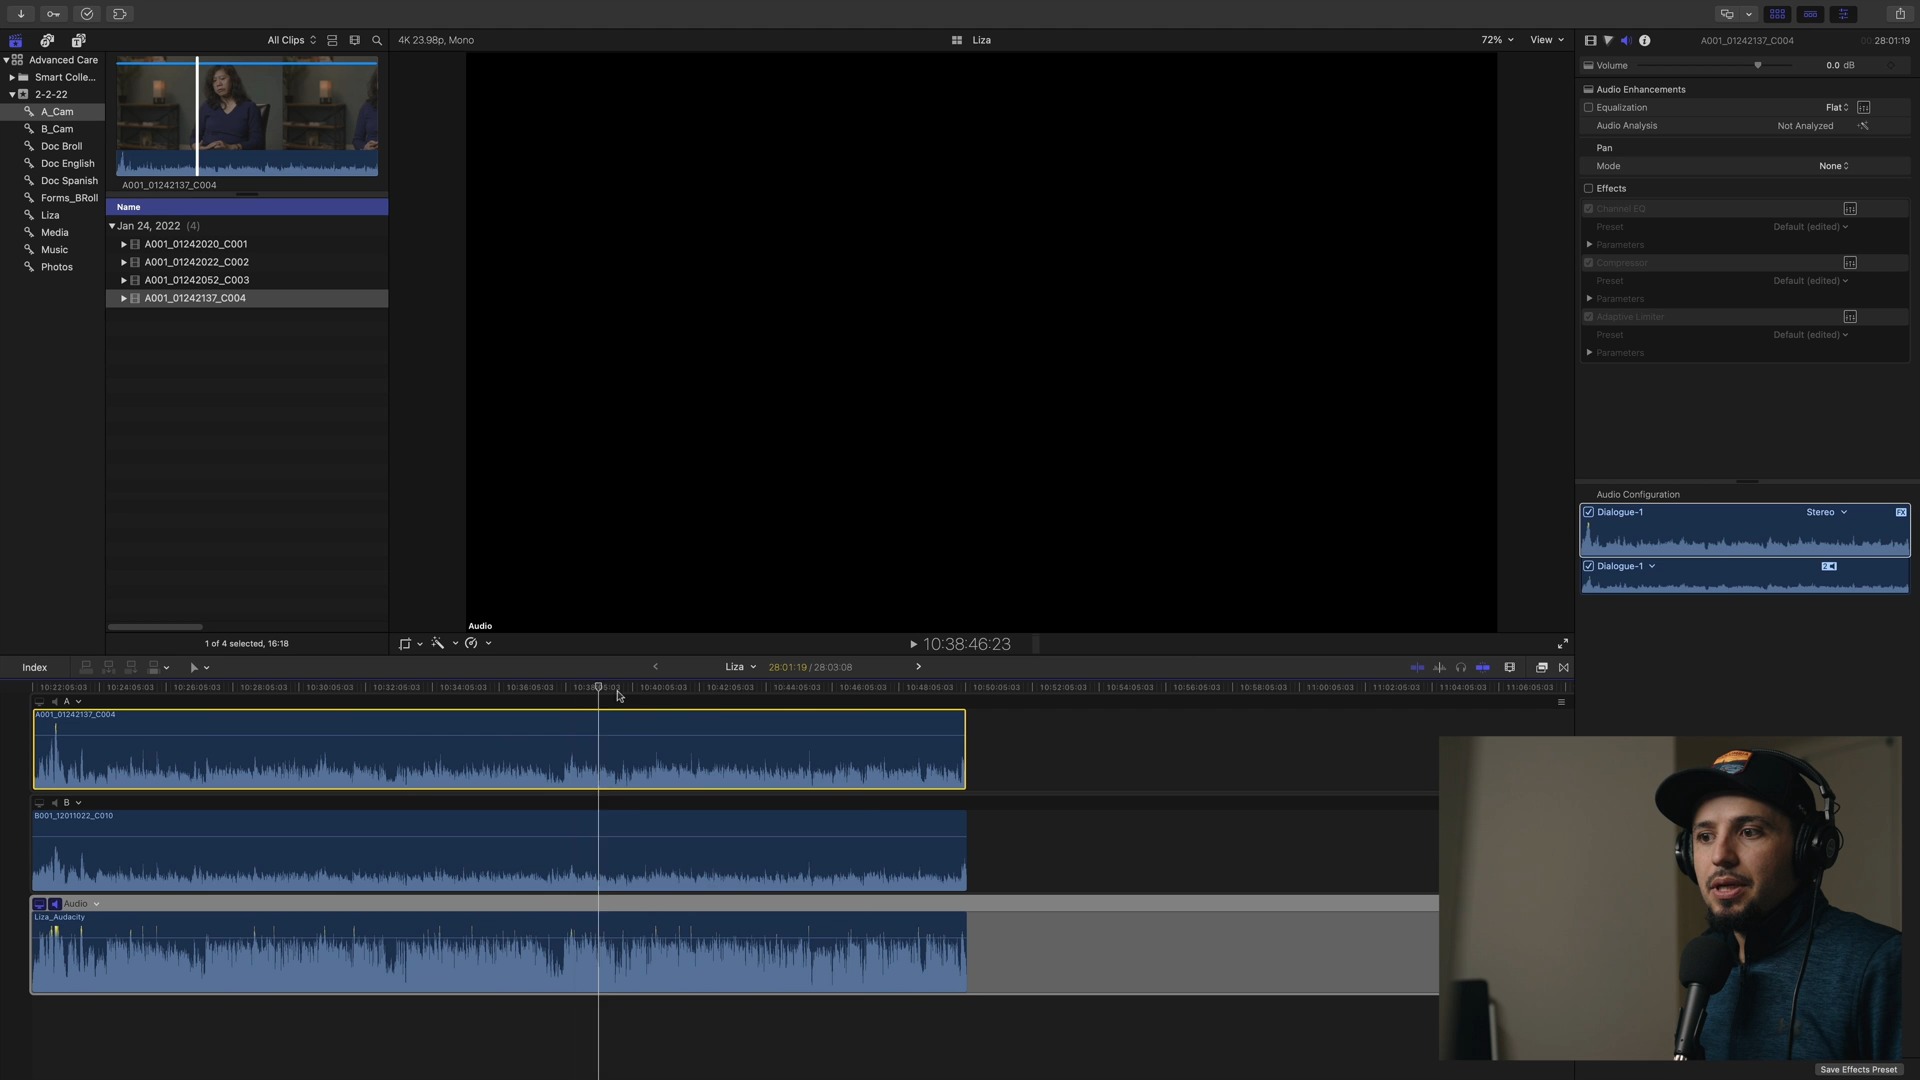 All Clips
4K 23.98p, Mono
Liza
72%
View
A001_01242137_C004
00:28:01:19
Advanced Care
Smart Colle...
2-2-22
A_Cam
B_Cam
Doc Broll
Doc English
Doc Spanish
Forms_BRoll
Liza
Media
Music
Photos
A001_01242137_C004
Name
Jan 24, 2022 (4)
A001_01242020_C001
A001_01242022_C002
A001_01242052_C003
A001_01242137_C004
1 of 4 selected, 16:18
Audio
10:38:46:23
Volume
0.0 dB
Audio Enhancements
Equalization
Flat
Audio Analysis
Not Analyzed
Pan
Mode
None
Effects
Channel EQ
Preset
Default (edited)
Parameters
Compressor
Preset
Default (edited)
Parameters
Adaptive Limiter
Preset
Default (edited)
Parameters
Audio Configuration
Dialogue-1
Stereo
FX
Dialogue-1
2
Index
Liza
28:01:19 / 28:03:08
10:22:05:03
10:24:05:03
10:26:05:03
10:28:05:03
10:30:05:03
10:32:05:03
10:34:05:03
10:36:05:03
10:38:05:03
10:40:05:03
10:42:05:03
10:44:05:03
10:46:05:03
10:48:05:03
10:50:05:03
10:52:05:03
10:54:05:03
10:56:05:03
10:58:05:03
11:00:05:03
11:02:05:03
11:04:05:03
11:06:05:03
A
A001_01242137_C004
B
B001_12011022_C010
Audio
Liza_Audacity
Save Effects Preset